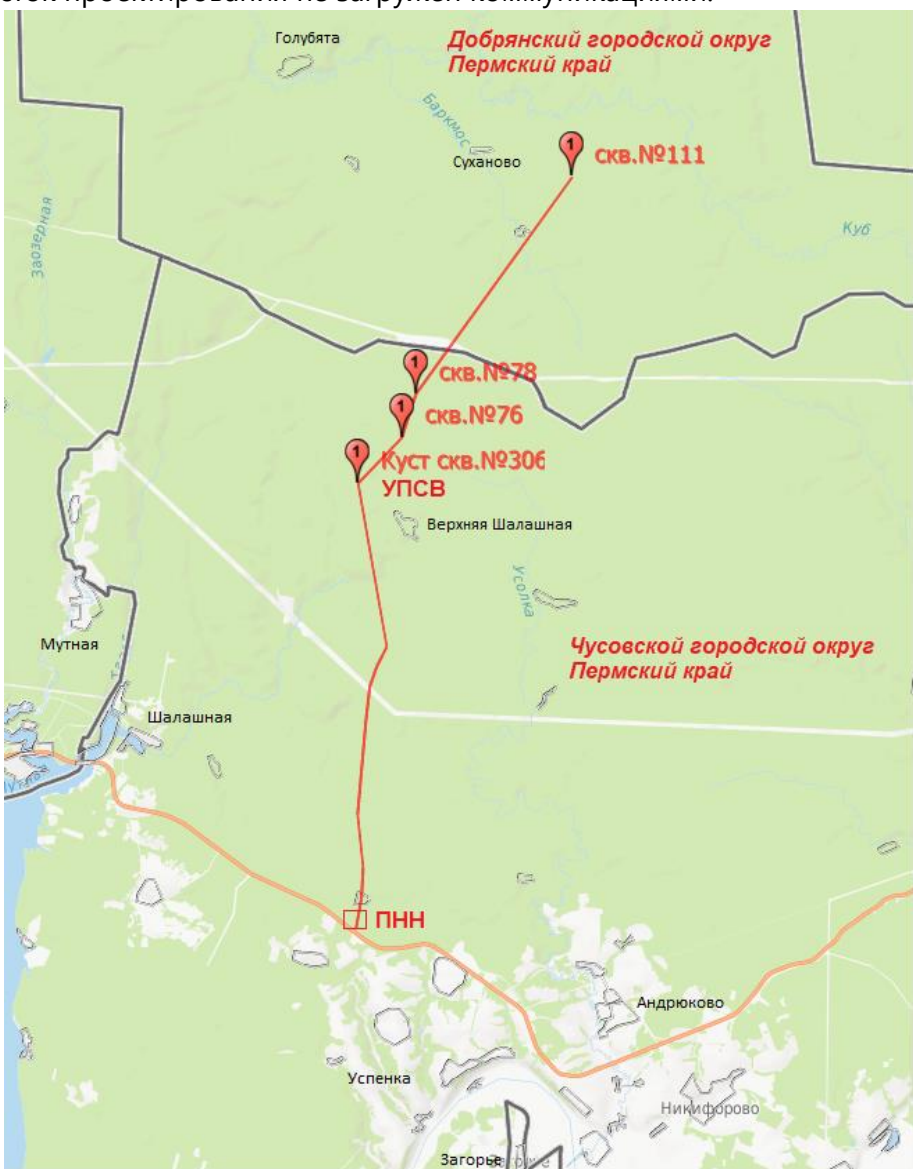 Голубята
Добрянский городской округ
Пермский край
Баркмос
Суханово
скв.№111
Заозерная
Куб
скв.№78
скв.№76
Куст скв.№306
УПСВ
Верхняя Шалашная
Усолка
Мутная
Чусовской городской округ
Пермский край
Шалашная
ПНН
Андрюково
Успенка
Никифорово
Загорье